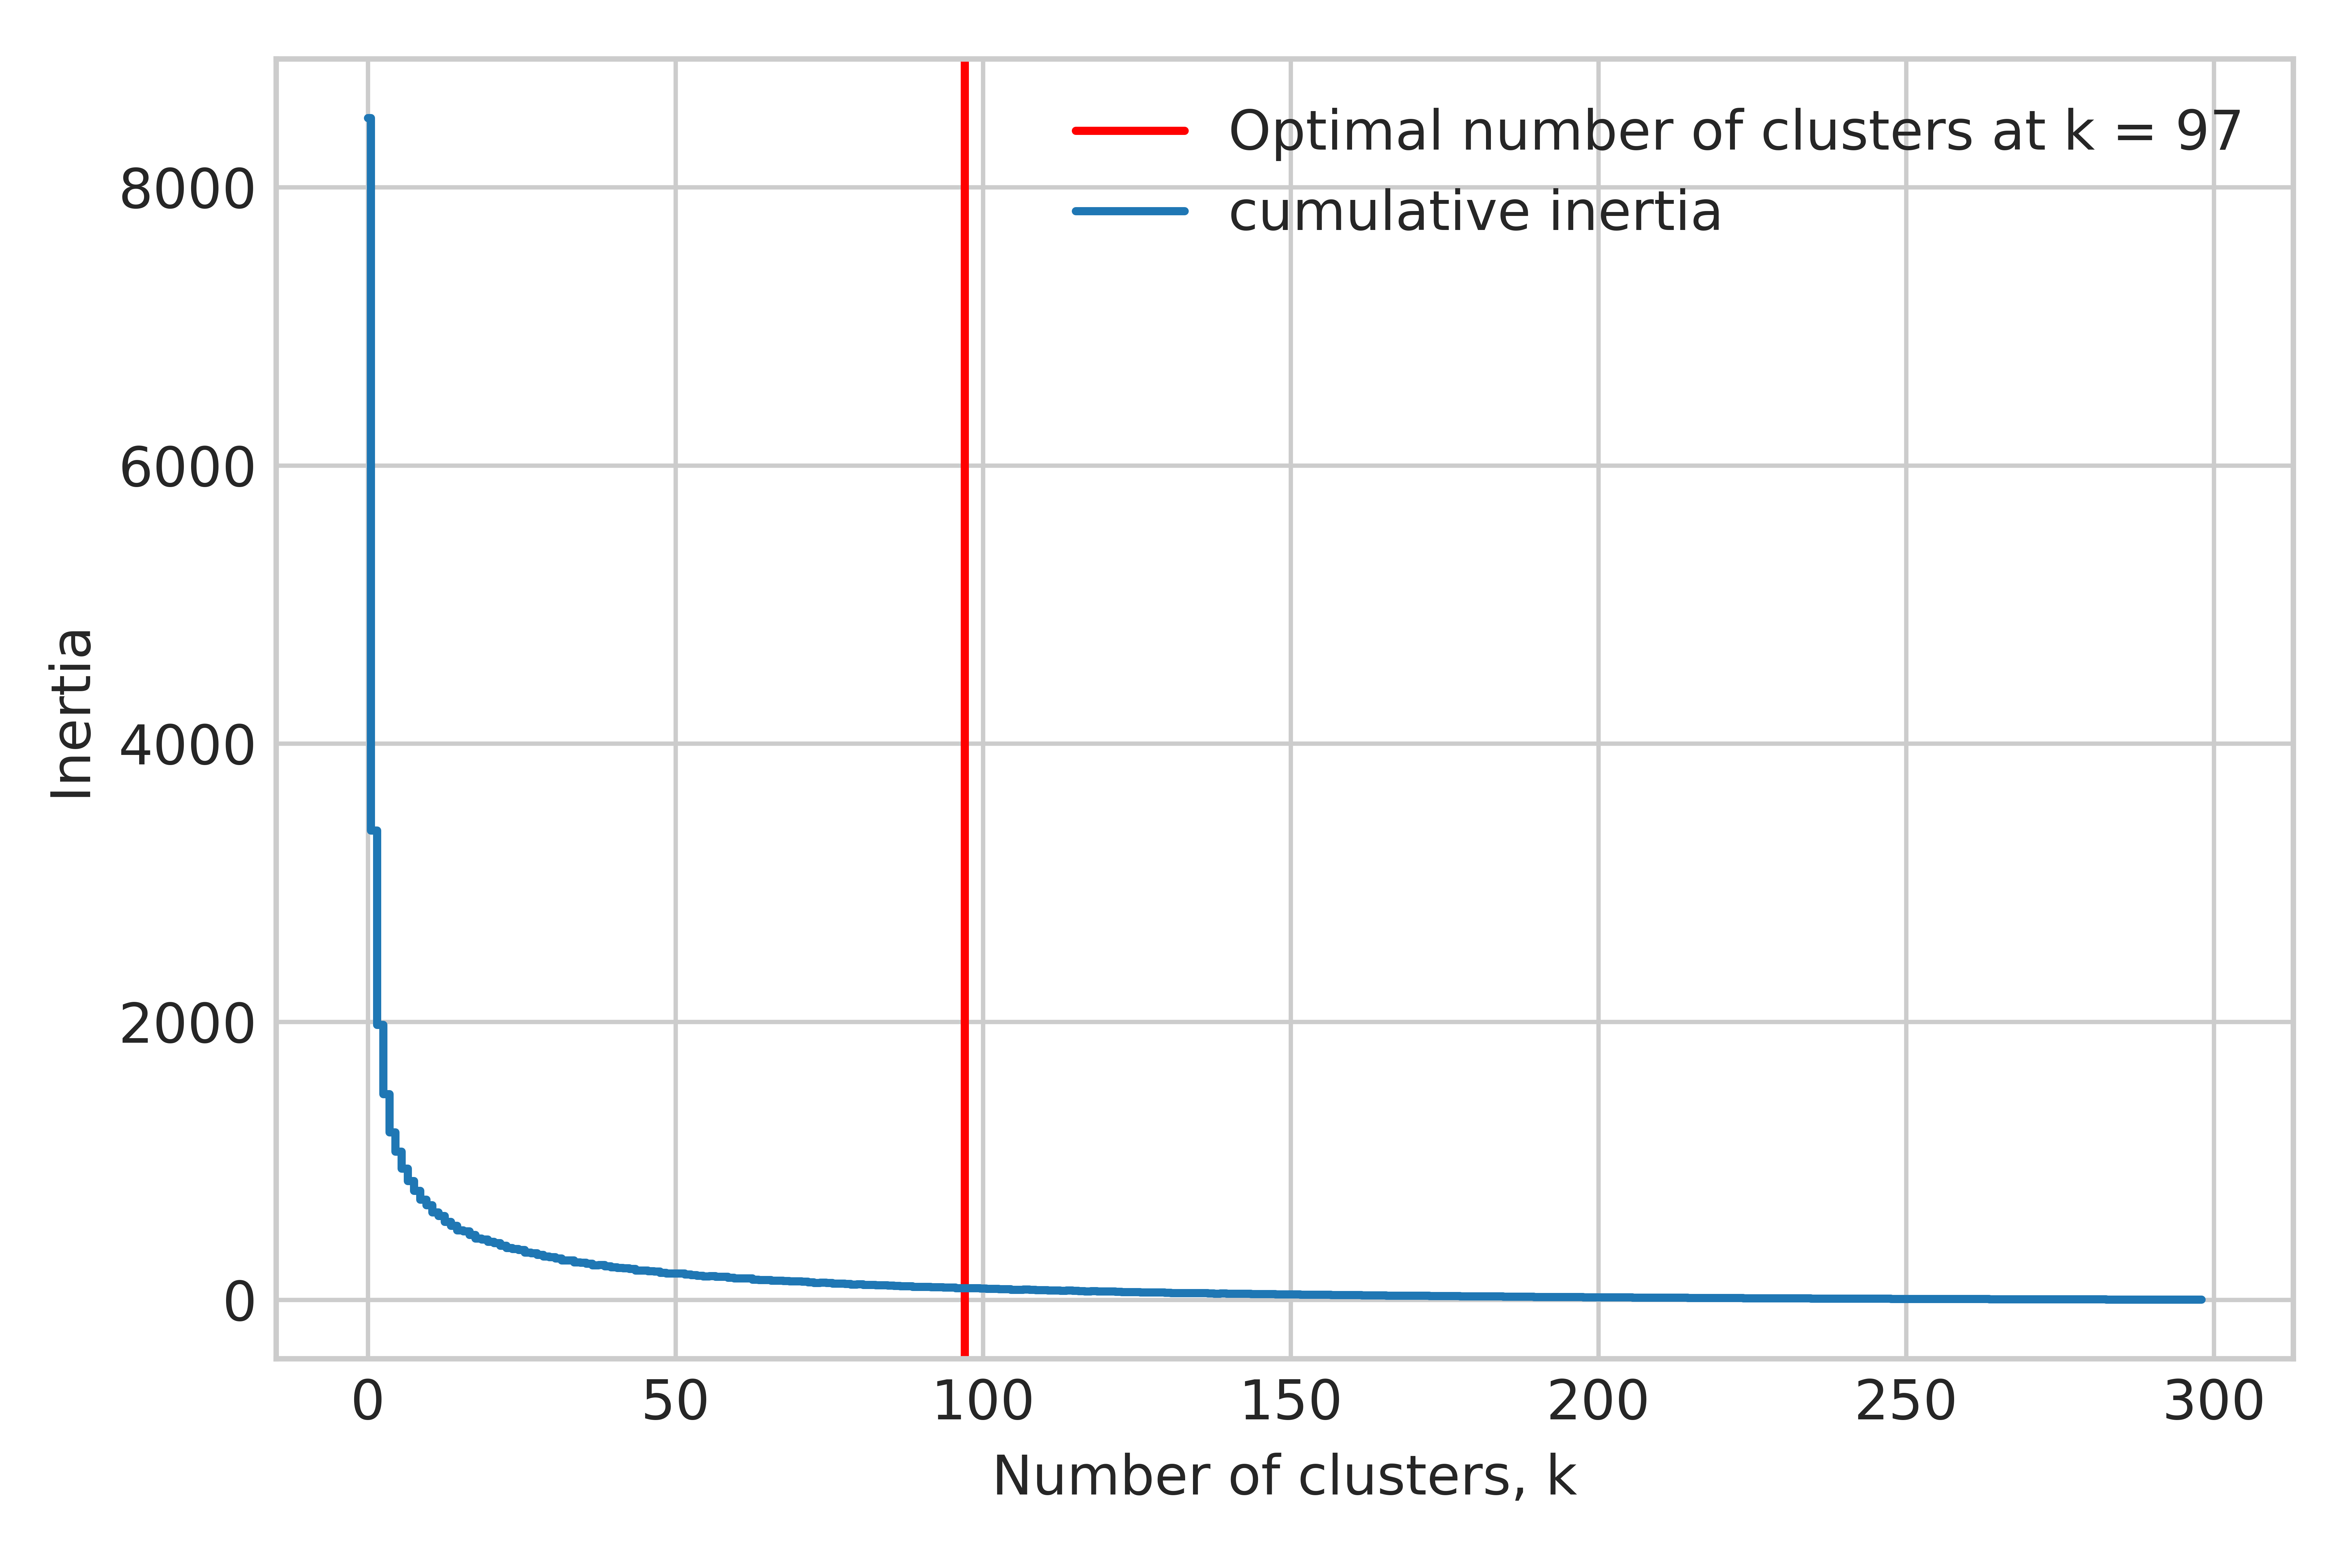 Optimal number of clusters at k = 97
cumulative inertia
8000
6000
4000
2000
0
Inertia
0 50 100 150 200 250 300
Number of clusters, k